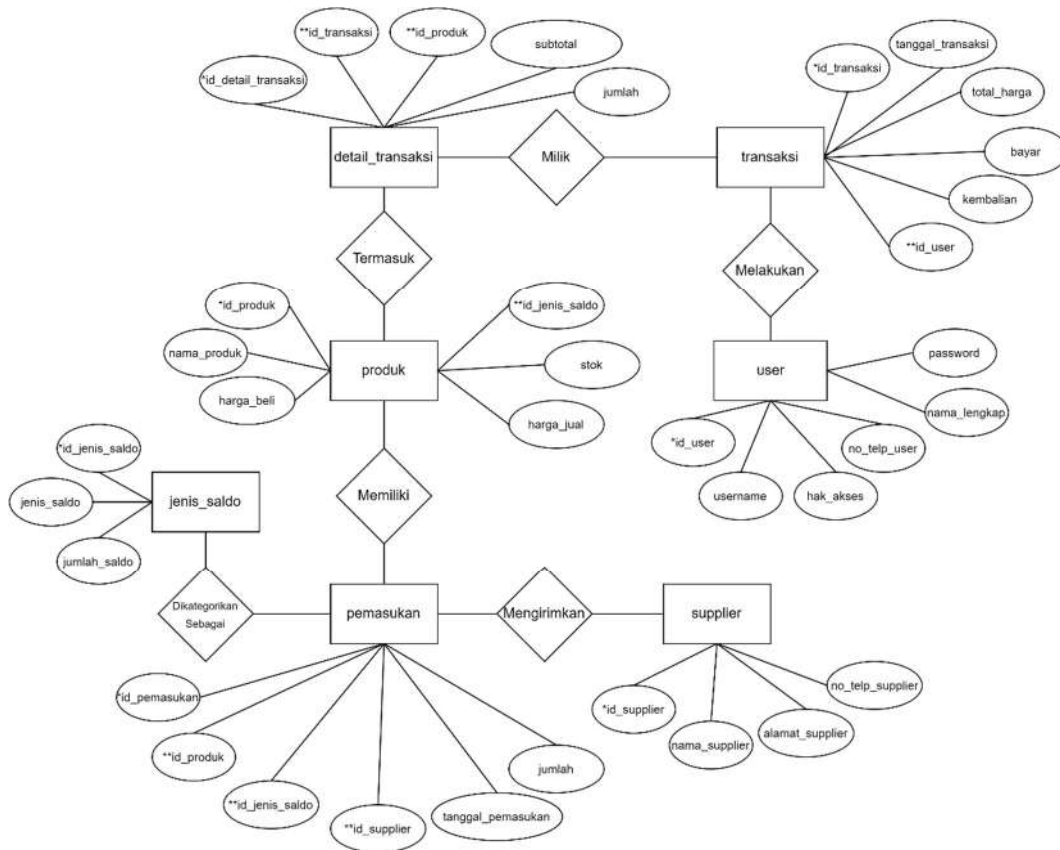 **id_transaksi
**id_produk
subtotal
*id_detail_transaksi
jumlah
detail_transaksi
Milik
transaksi
*id_transaksi
tanggal_transaksi
total_harga
bayar
kembalian
**id_user
Termasuk
Melakukan
*id_produk
nama_produk
harga_beli
produk
**id_jenis_saldo
stok
harga_jual
user
password
nama_lengkap
no_telp_user
hak_akses
username
*id_user
*id_jenis_saldo
jenis_saldo
jumlah_saldo
jenis_saldo
Memiliki
Dikategorikan
Sebagai
pemasukan
Mengirimkan
supplier
*id_pemasukan
**id_produk
**id_jenis_saldo
**id_supplier
tanggal_pemasukan
jumlah
*id_supplier
nama_supplier
alamat_supplier
no_telp_supplier